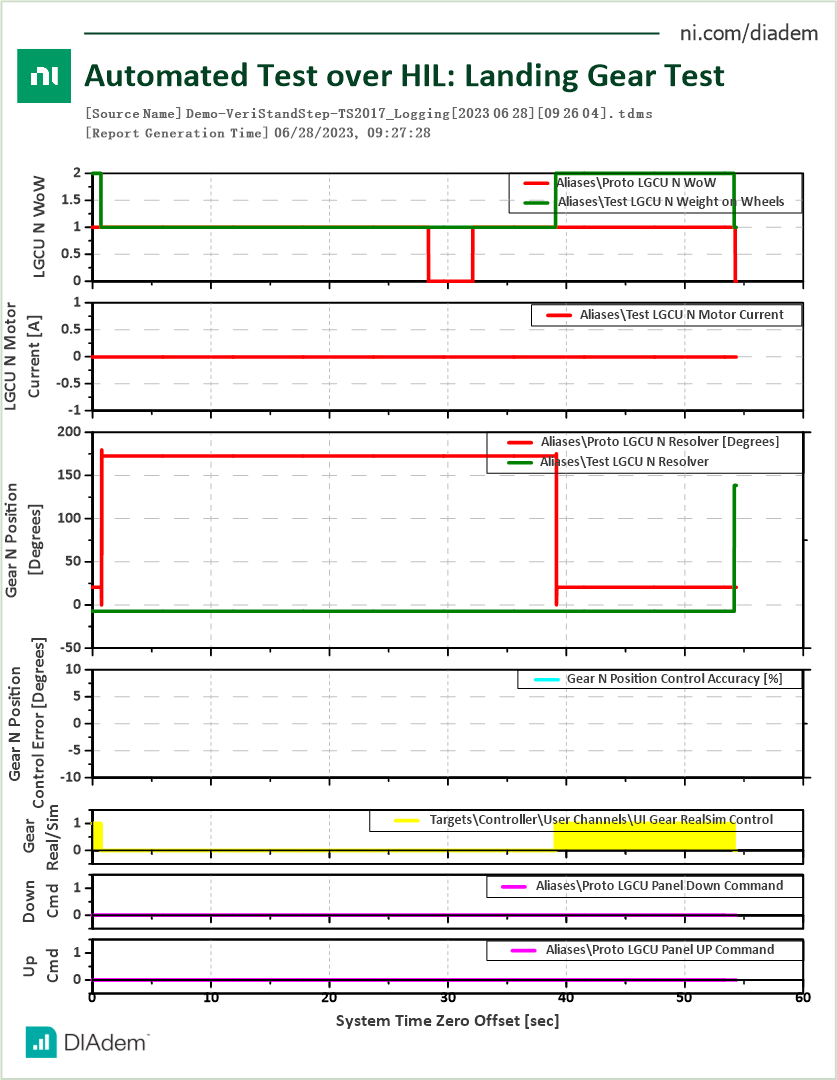 ni.com/diadem
ni
Automated Test over HIL: Landing Gear Test
[Source Name] Demo-VeriStandStep-TS2017_Logging[2023 06 28][09 26 04].tdms
[Report Generation Time] 06/28/2023, 09:27:28
LGCU N WoW
2
1.5
1
0.5
0
Aliases\Proto LGCU N WoW
Aliases\Test LGCU N Weight on Wheels
LGCU N Motor
Current [A]
1
0.5
0
-0.5
-1
Aliases\Test LGCU N Motor Current
Gear N Position
[Degrees]
200
150
100
50
0
-50
Aliases\Proto LGCU N Resolver [Degrees]
Aliases\Test LGCU N Resolver
Gear N Position
Control Error [Degrees]
10
5
0
-5
-10
Gear N Position Control Accuracy [%]
Gear
Real/Sim
1
0
Targets\Controller\User Channels\UI Gear RealSim Control
Down
Cmd
1
0
Aliases\Proto LGCU Panel Down Command
Up
Cmd
1
0
Aliases\Proto LGCU Panel UP Command
0 10 20 30 40 50 60
System Time Zero Offset [sec]
DIAdem™